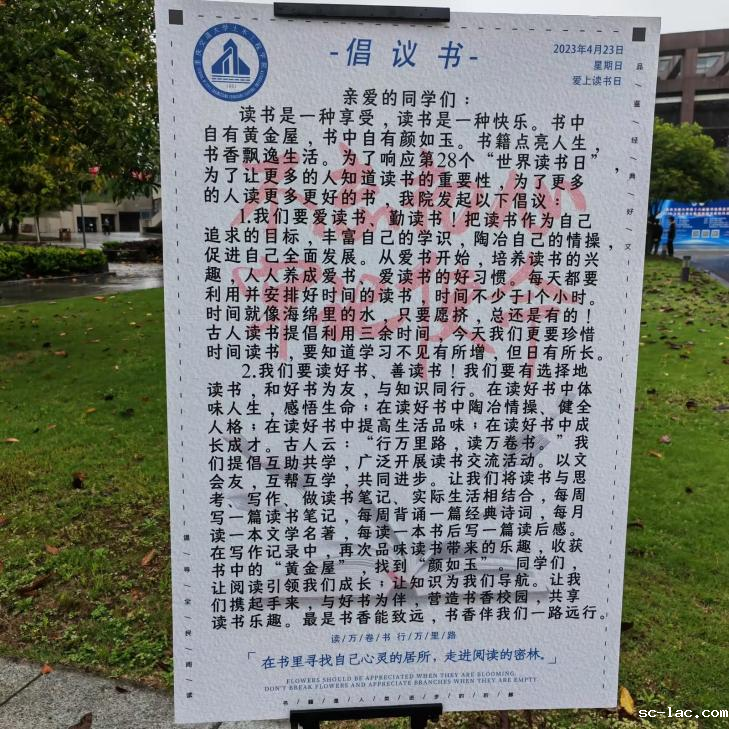 -倡议书-
2023年4月23日
星期日
爱上读书日
亲爱的同学们：
读书是一种享受，读书是一种快乐。书中
自有黄金屋，书中自有颜如玉。书籍点亮人生，
书香飘逸生活。为了响应第28个“世界读书日”，
为了让更多的人知道读书的重要性，为了更多
的人读更多更好的书，我院发起以下倡议：
1.我们要爱读书、勤读书！把读书作为自己
追求的目标，丰富自己的学识，陶冶自己的情操，
促进自己全面发展。从爱书开始，培养读书的兴
趣，人人养成爱书、爱读书的好习惯。每天都要
利用并安排好时间的读书，时间不少于1个小时。
时间就像海绵里的水，只要愿挤，总还是有的！
古人读书提倡利用三余时间，今天我们更要珍惜
时间读书，要知道学习不见有所增，但日有所长。
2.我们要读好书、善读书！我们要有选择地
读书，和好书为友，与知识同行。在读好书中体
味人生，感悟生命；在读好书中陶冶情操、健全
人格；在读好书中提高生活品味；在读好书中成
长成才。古人云：“行万里路，读万卷书。”我
们提倡互助共学，广泛开展读书交流活动。以文
会友，互帮互学，共同进步。让我们将读书与思
考、写作、做读书笔记、实际生活相结合，每周
写一篇读书笔记，每周背诵一篇经典诗词，每月
读一本文学名著，每读一本书后写一篇读后感。
在写作记录中，再次品味读书带来的乐趣，收获
书中的“黄金屋”，找到“颜如玉”。同学们，
让阅读引领我们成长；让知识为我们导航。让我
们携起手来，与好书为伴，营造书香校园，共享
读书乐趣。最是书香能致远，书香伴我们一路远行。
读/万/卷/书 行/万/里/路
「在书里寻找自己心灵的居所，走进阅读的密林。」
FLOWERS SHOULD BE APPRECIATED WHEN THEY ARE BLOOMING,
DON'T BREAK FLOWERS AND APPRECIATE BRANCHES WHEN THEY ARE EMPTY
书/籍/是/人/类/进/步/的/阶/梯
品鉴经典好文
温寻全民阅读
sc-lac.com